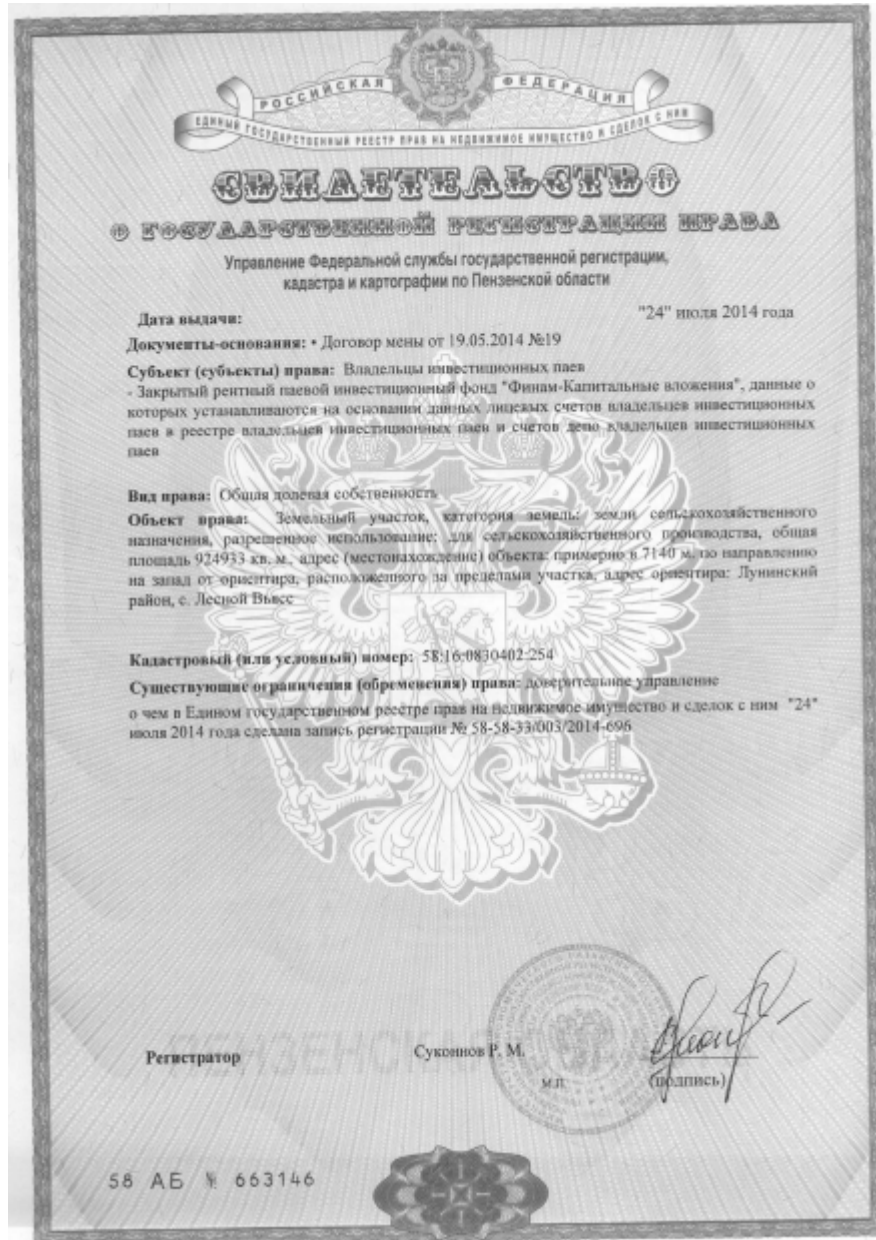 РОССИЙСКАЯ ФЕДЕРАЦИЯ
ЕДИНЫЙ ГОСУДАРСТВЕННЫЙ РЕЕСТР ПРАВ НА НЕДВИЖИМОЕ ИМУЩЕСТВО И СДЕЛОК С НИМ
СВИДЕТЕЛЬСТВО
О ГОСУДАРСТВЕННОЙ РЕГИСТРАЦИИ ПРАВА
Управление Федеральной службы государственной регистрации,
кадастра и картографии по Пензенской области
Дата выдачи: "24" июля 2014 года
Документы-основания: • Договор мены от 19.05.2014 №19
Субъект (субъекты) права: Владельцы инвестиционных паев
- Закрытый рентный паевой инвестиционный фонд "Финам-Капитальные вложения", данные о
которых устанавливаются на основании данных лицевых счетов владельцев инвестиционных
паев в реестре владельцев инвестиционных паев и счетов депо владельцев инвестиционных
паев
Вид права: Общая долевая собственность
Объект права: Земельный участок, категория земель: земли сельскохозяйственного
назначения, разрешенное использование: для сельскохозяйственного производства, общая
площадь 924933 кв. м., адрес (местонахождение) объекта: примерно в 7140 м. по направлению
на запад от ориентира, расположенного за пределами участка, адрес ориентира: Лунинский
район, с. Лесной Вьясс
Кадастровый (или условный) номер: 58:16:0830402:254
Существующие ограничения (обременения) права: доверительное управление
о чем в Едином государственном реестре прав на недвижимое имущество и сделок с ним "24"
июля 2014 года сделана запись регистрации № 58-58-33/003/2014-696
Регистратор Суконнов Р. М.
М.П. (подпись)
58 АБ № 663146